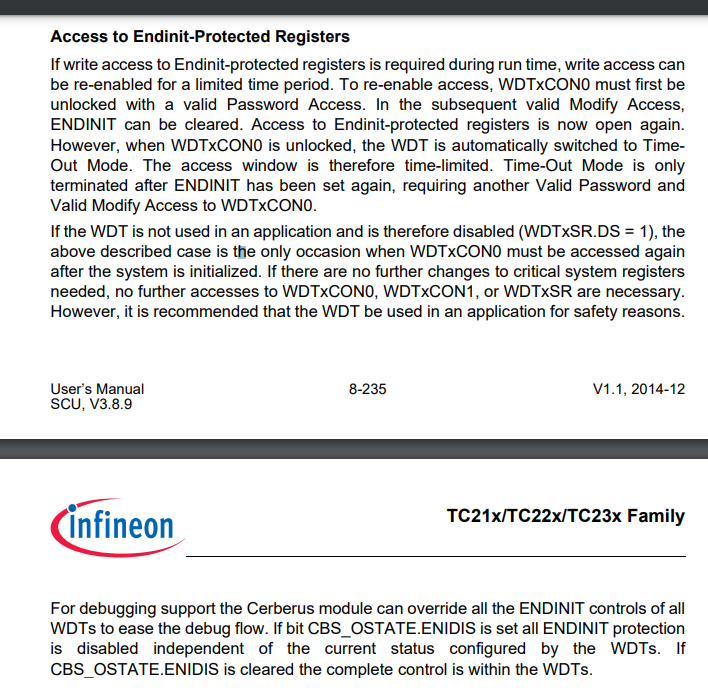 Access to Endinit-Protected Registers
If write access to Endinit-protected registers is required during run time, write access can
be re-enabled for a limited time period. To re-enable access, WDTxCON0 must first be
unlocked with a valid Password Access. In the subsequent valid Modify Access,
ENDINIT can be cleared. Access to Endinit-protected registers is now open again.
However, when WDTxCON0 is unlocked, the WDT is automatically switched to Time-
Out Mode. The access window is therefore time-limited. Time-Out Mode is only
terminated after ENDINIT has been set again, requiring another Valid Password and
Valid Modify Access to WDTxCON0.
If the WDT is not used in an application and is therefore disabled (WDTxSR.DS = 1), the
above described case is the only occasion when WDTxCON0 must be accessed again
after the system is initialized. If there are no further changes to critical system registers
needed, no further accesses to WDTxCON0, WDTxCON1, or WDTxSR are necessary.
However, it is recommended that the WDT be used in an application for safety reasons.
User's Manual 8-235 V1.1, 2014-12
SCU, V3.8.9
infineon
TC21x/TC22x/TC23x Family
For debugging support the Cerberus module can override all the ENDINIT controls of all
WDTs to ease the debug flow. If bit CBS_OSTATE.ENIDIS is set all ENDINIT protection
is disabled independent of the current status configured by the WDTs. If
CBS_OSTATE.ENIDIS is cleared the complete control is within the WDTs.